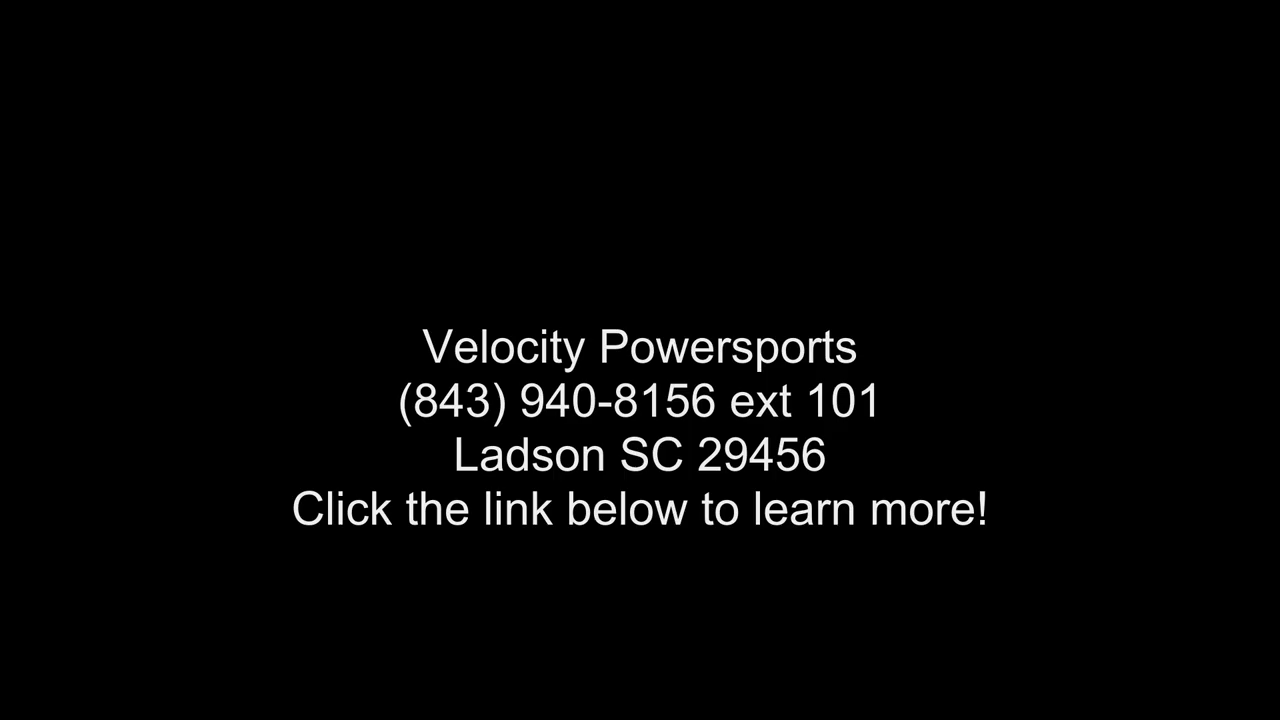 Velocity Powersports
(843) 940-8156 ext 101
Ladson SC 29456
Click the link below to learn more!